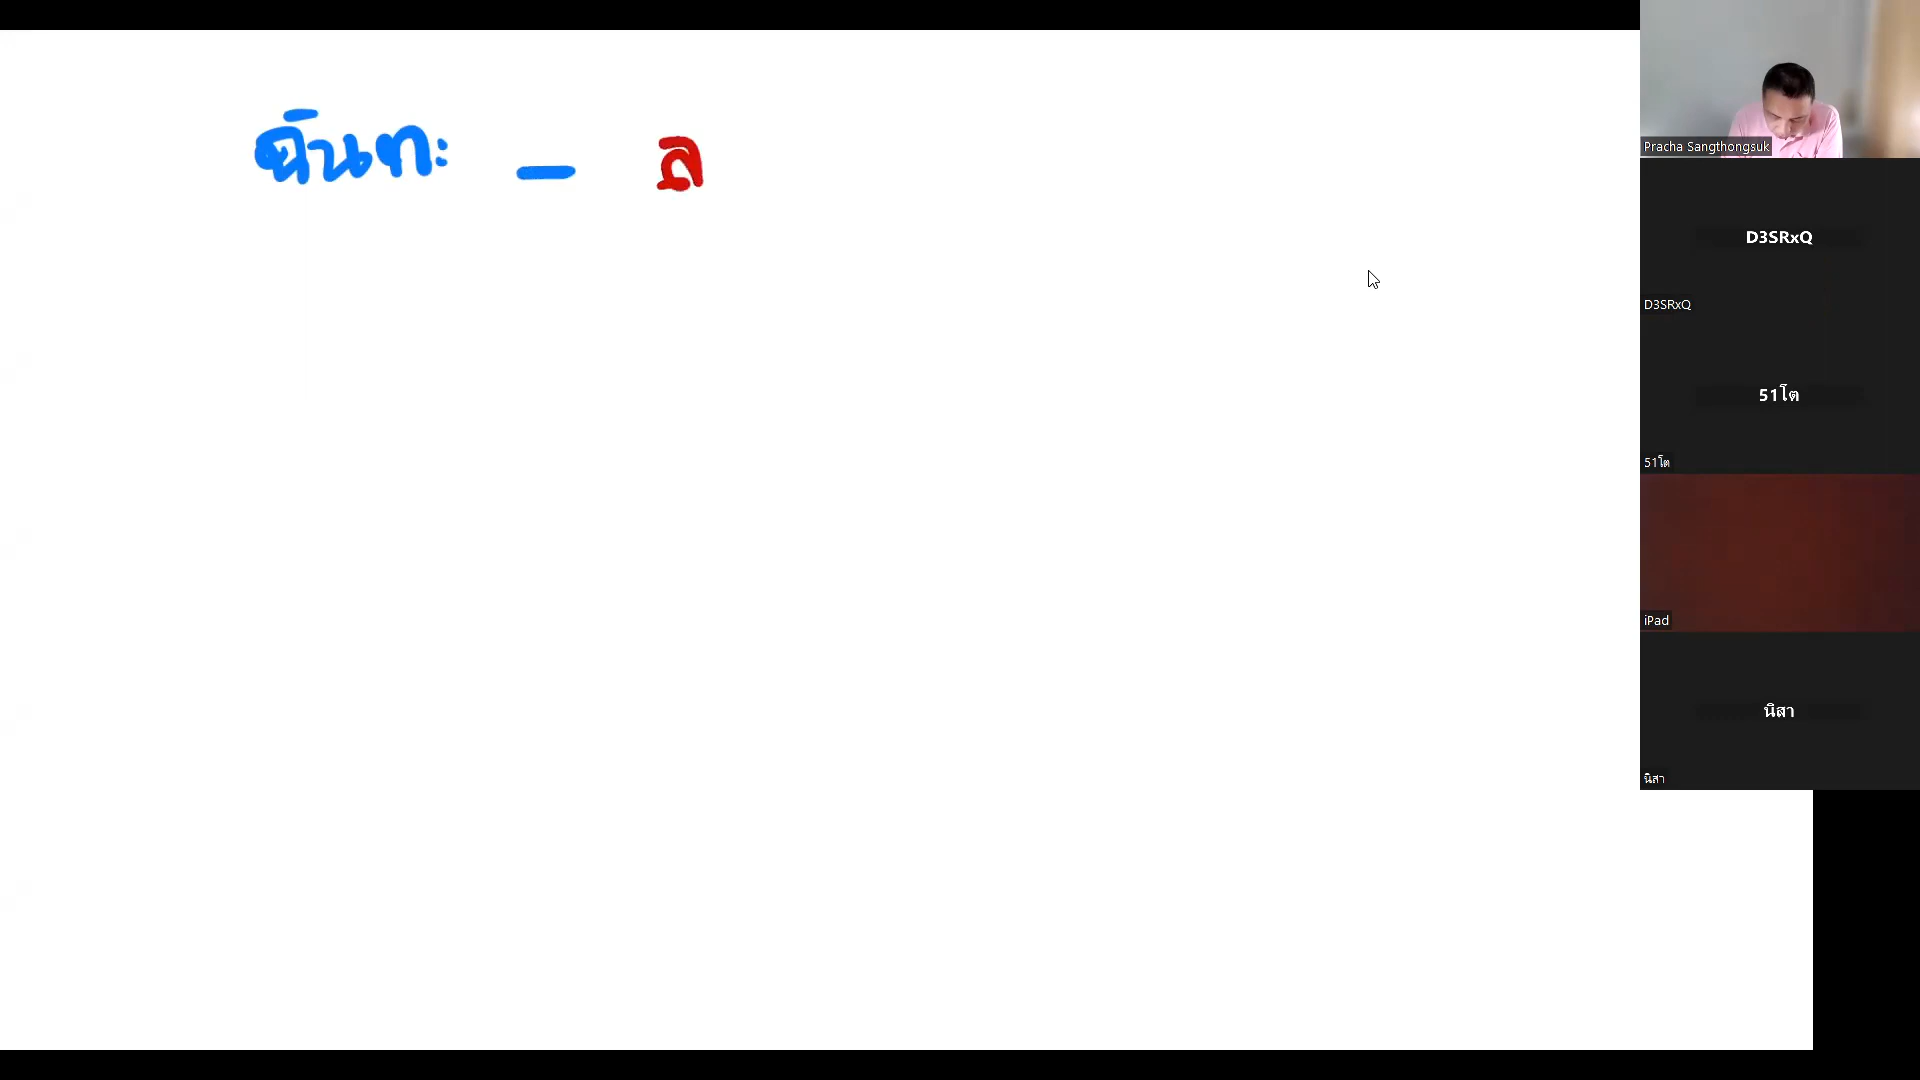 ฉันทะ - ล
Pracha Sangthongsuk
D3SRxQ
D3SRxQ
51โต
51โต
iPad
นิสา
นิสา